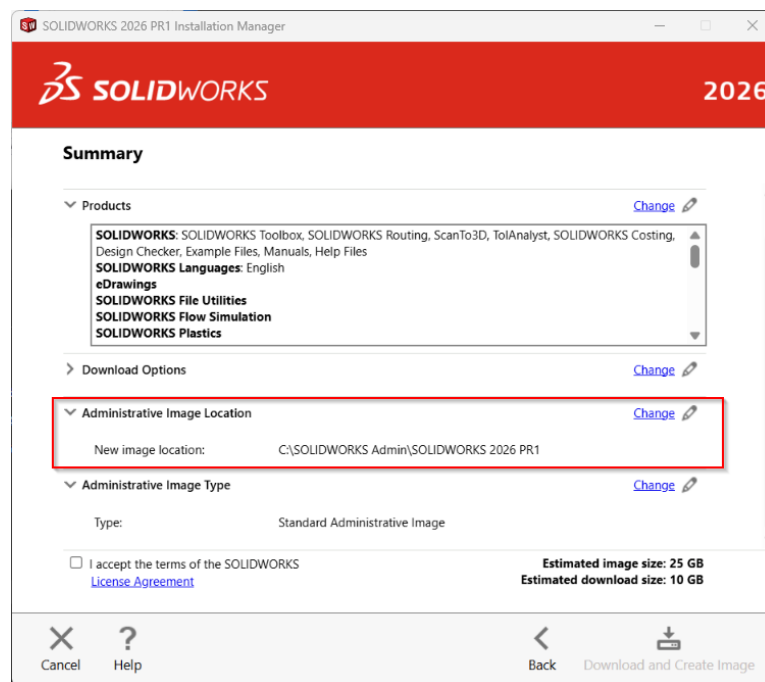 SOLIDWORKS 2026 PR1 Installation Manager
SOLIDWORKS
2026
Summary
Products
Change
SOLIDWORKS: SOLIDWORKS Toolbox, SOLIDWORKS Routing, ScanTo3D, TolAnalyst, SOLIDWORKS Costing,
Design Checker, Example Files, Manuals, Help Files
SOLIDWORKS Languages: English
eDrawings
SOLIDWORKS File Utilities
SOLIDWORKS Flow Simulation
SOLIDWORKS Plastics
Download Options
Change
Administrative Image Location
Change
New image location: C:\SOLIDWORKS Admin\SOLIDWORKS 2026 PR1
Administrative Image Type
Change
Type: Standard Administrative Image
I accept the terms of the SOLIDWORKS
License Agreement
Estimated image size: 25 GB
Estimated download size: 10 GB
Cancel
Help
Back
Download and Create Image